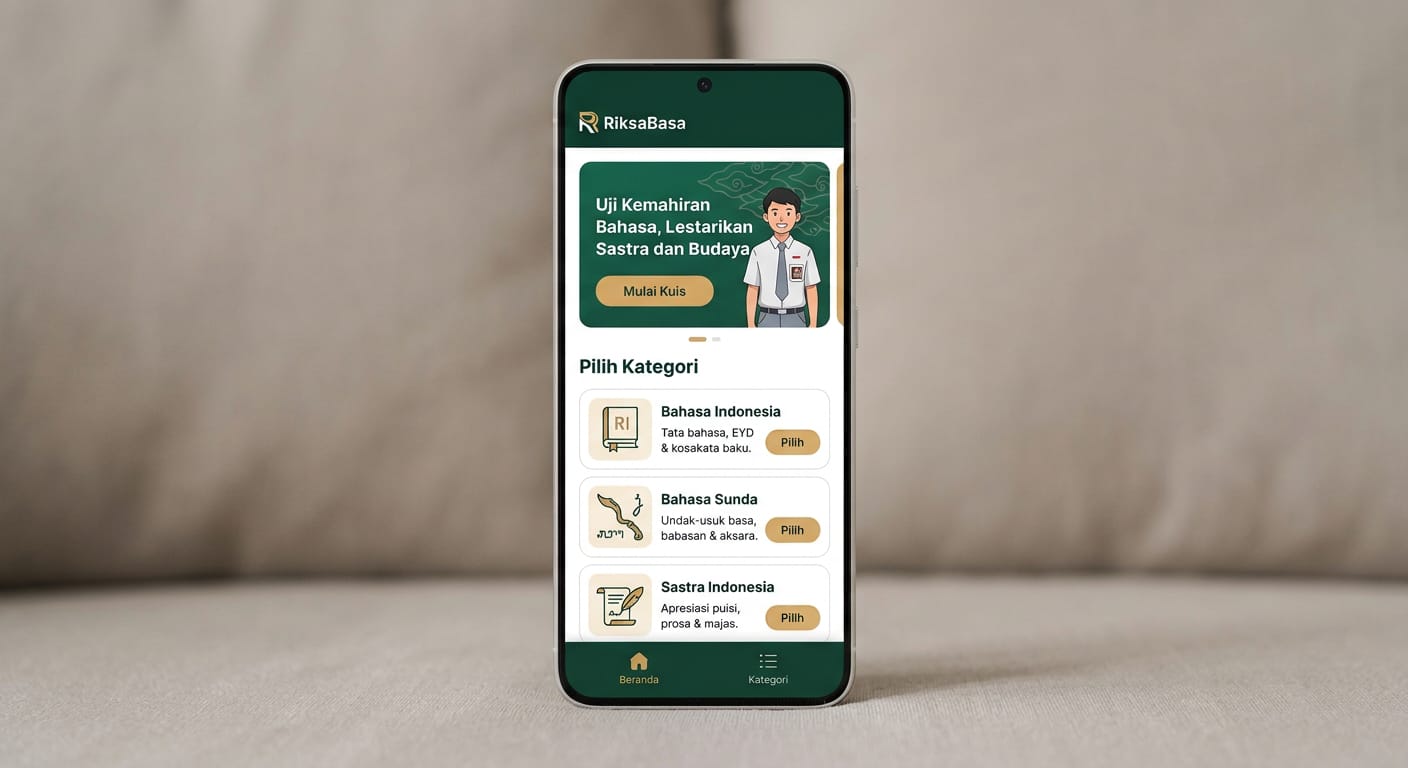 RiksaBasa
Uji Kemahiran
Bahasa, Lestarikan
Sastra dan Budaya
Mulai Kuis
Pilih Kategori
RI
Bahasa Indonesia
Tata bahasa, EYD
& kosakata baku.
Pilih
Bahasa Sunda
Undak-usuk basa,
babasan & aksara.
Pilih
Sastra Indonesia
Apresiasi puisi,
prosa & majas.
Pilih
Beranda
Kategori